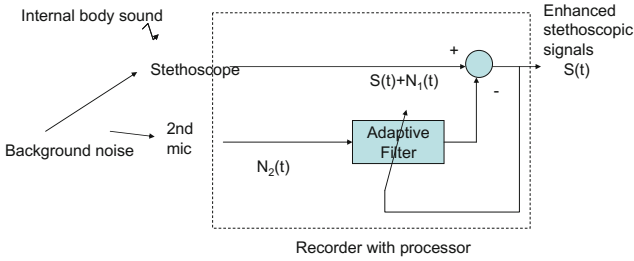 Internal body sound
Enhanced
stethoscopic
signals
S(t)
+
Stethoscope
S(t)+N₁(t)
-
Background noise
2nd
mic
N₂(t)
Adaptive
Filter
Recorder with processor